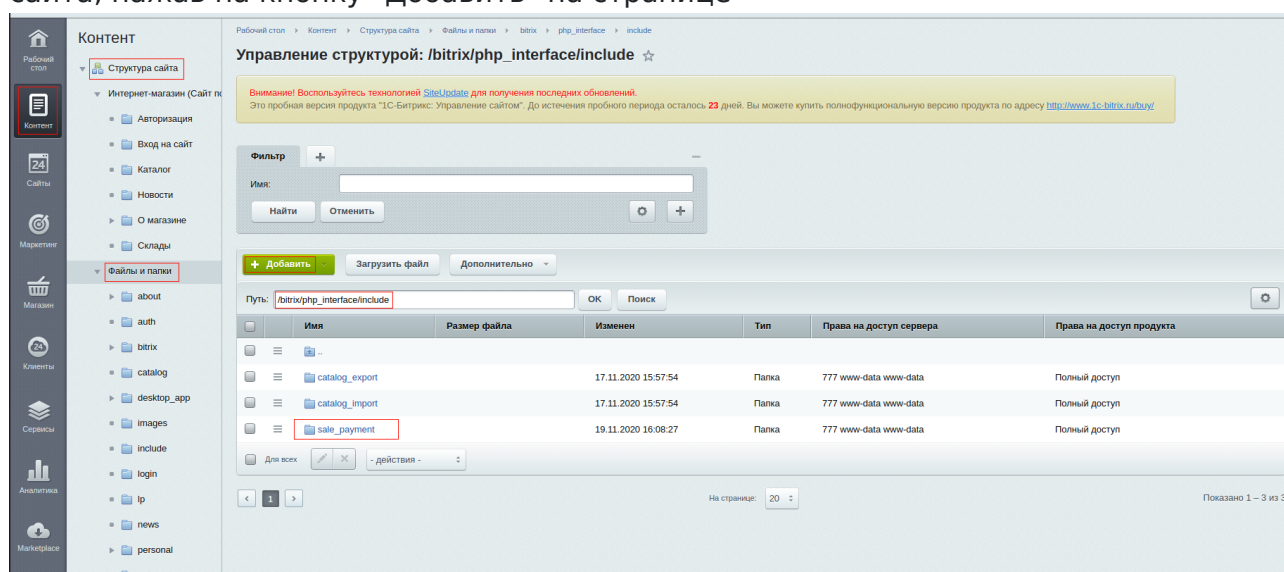 сайта, нажав на кнопку "Добавить" на странице
Рабочий стол
Контент
24
Сайты
Маркетинг
Магазин
24
Клиенты
Сервисы
Аналитика
Marketplace
Контент
Структура сайта
Интернет-магазин (Сайт по
Авторизация
Вход на сайт
Каталог
Новости
О магазине
Склады
Файлы и папки
about
auth
bitrix
catalog
desktop_app
images
include
login
lp
news
personal
Рабочий стол Контент Структура сайта Файлы и папки bitrix php_interface include
Управление структурой: /bitrix/php_interface/include
Внимание! Воспользуйтесь технологией SiteUpdate для получения последних обновлений.
Это пробная версия продукта "1С-Битрикс: Управление сайтом". До истечения пробного периода осталось 23 дней. Вы можете купить полнофункциональную версию продукта по адресу http://www.1c-bitrix.ru/buy/
Фильтр
Имя:
Найти Отменить
Добавить Загрузить файл Дополнительно
Путь: /bitrix/php_interface/include OK Поиск
Имя Размер файла Изменен Тип Права на доступ сервера Права на доступ продукта
..
catalog_export 17.11.2020 15:57:54 Папка 777 www-data www-data Полный доступ
catalog_import 17.11.2020 15:57:54 Папка 777 www-data www-data Полный доступ
sale_payment 19.11.2020 16:08:27 Папка 777 www-data www-data Полный доступ
Для всех - действия -
1 На странице: 20 Показано 1 – 3 из 3